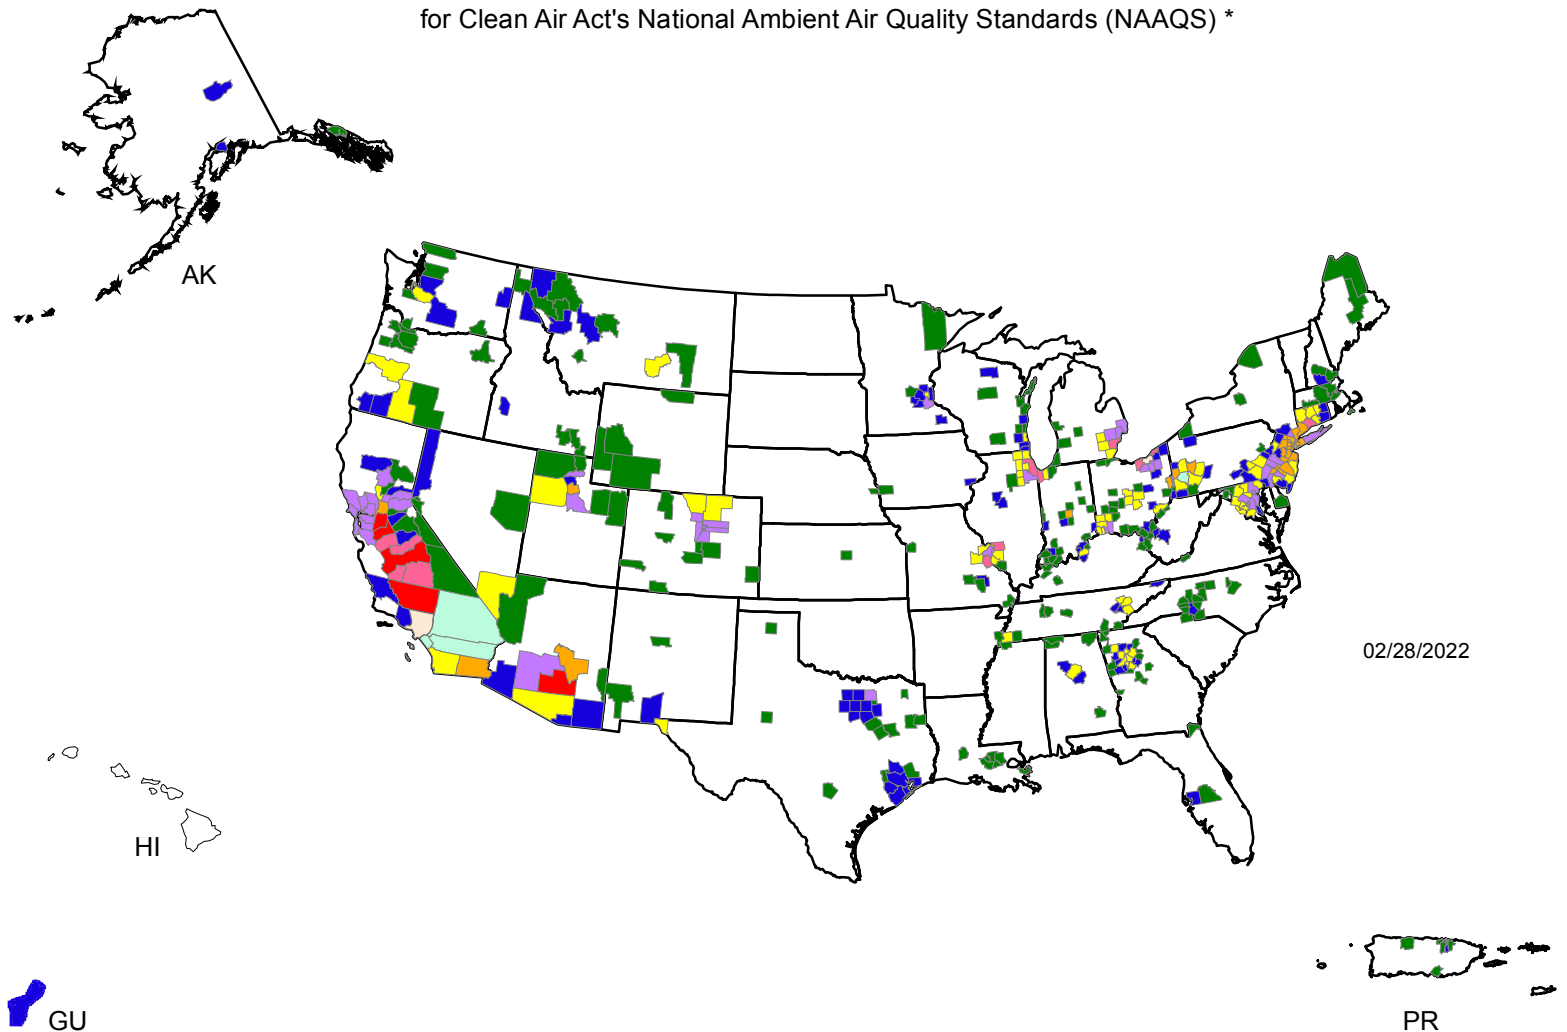 for Clean Air Act's National Ambient Air Quality Standards (NAAQS) *
AK
02/28/2022
HI
GU
PR